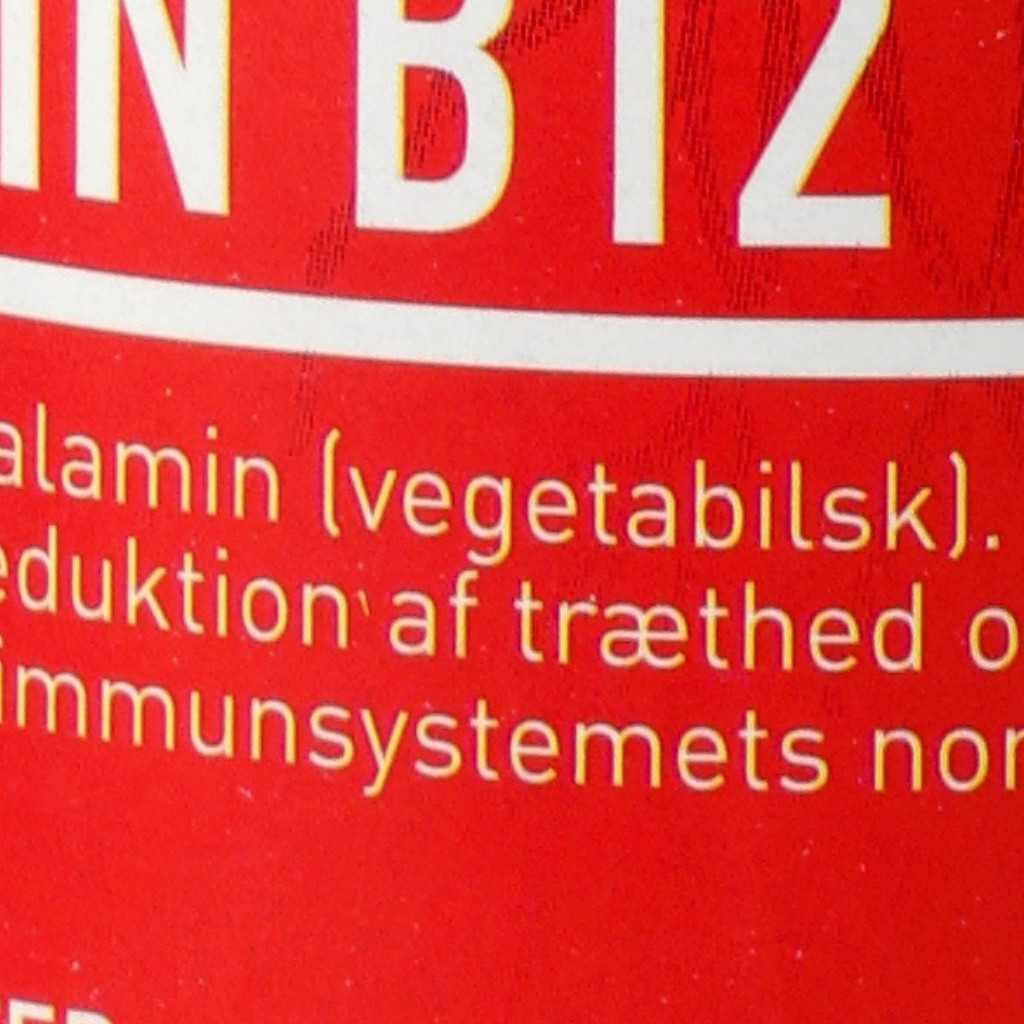 IN B12
alamin (vegetabilsk).
eduktion af træthed o
immunsystemets nor